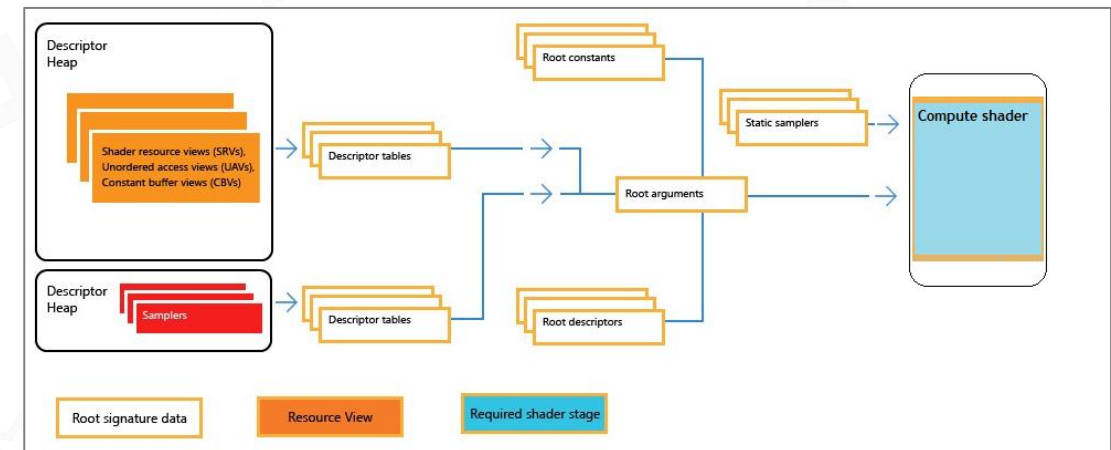 Descriptor
Heap
Shader resource views (SRVs),
Unordered access views (UAVs),
Constant buffer views (CBVs)
Descriptor tables
Root constants
Static samplers
Compute shader
Root arguments
Descriptor
Heap
Samplers
Descriptor tables
Root descriptors
Root signature data
Resource View
Required shader stage